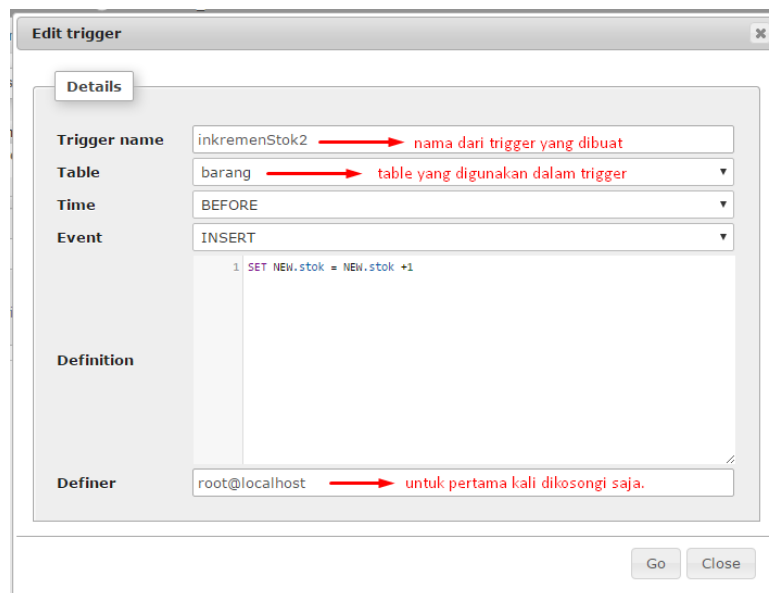 Edit trigger
Details
Trigger name inkremenStok2 nama dari trigger yang dibuat
Table barang table yang digunakan dalam trigger
Time BEFORE
Event INSERT
1 SET NEW.stok = NEW.stok +1
Definition
Definer root@localhost untuk pertama kali dikosongi saja.
Go Close